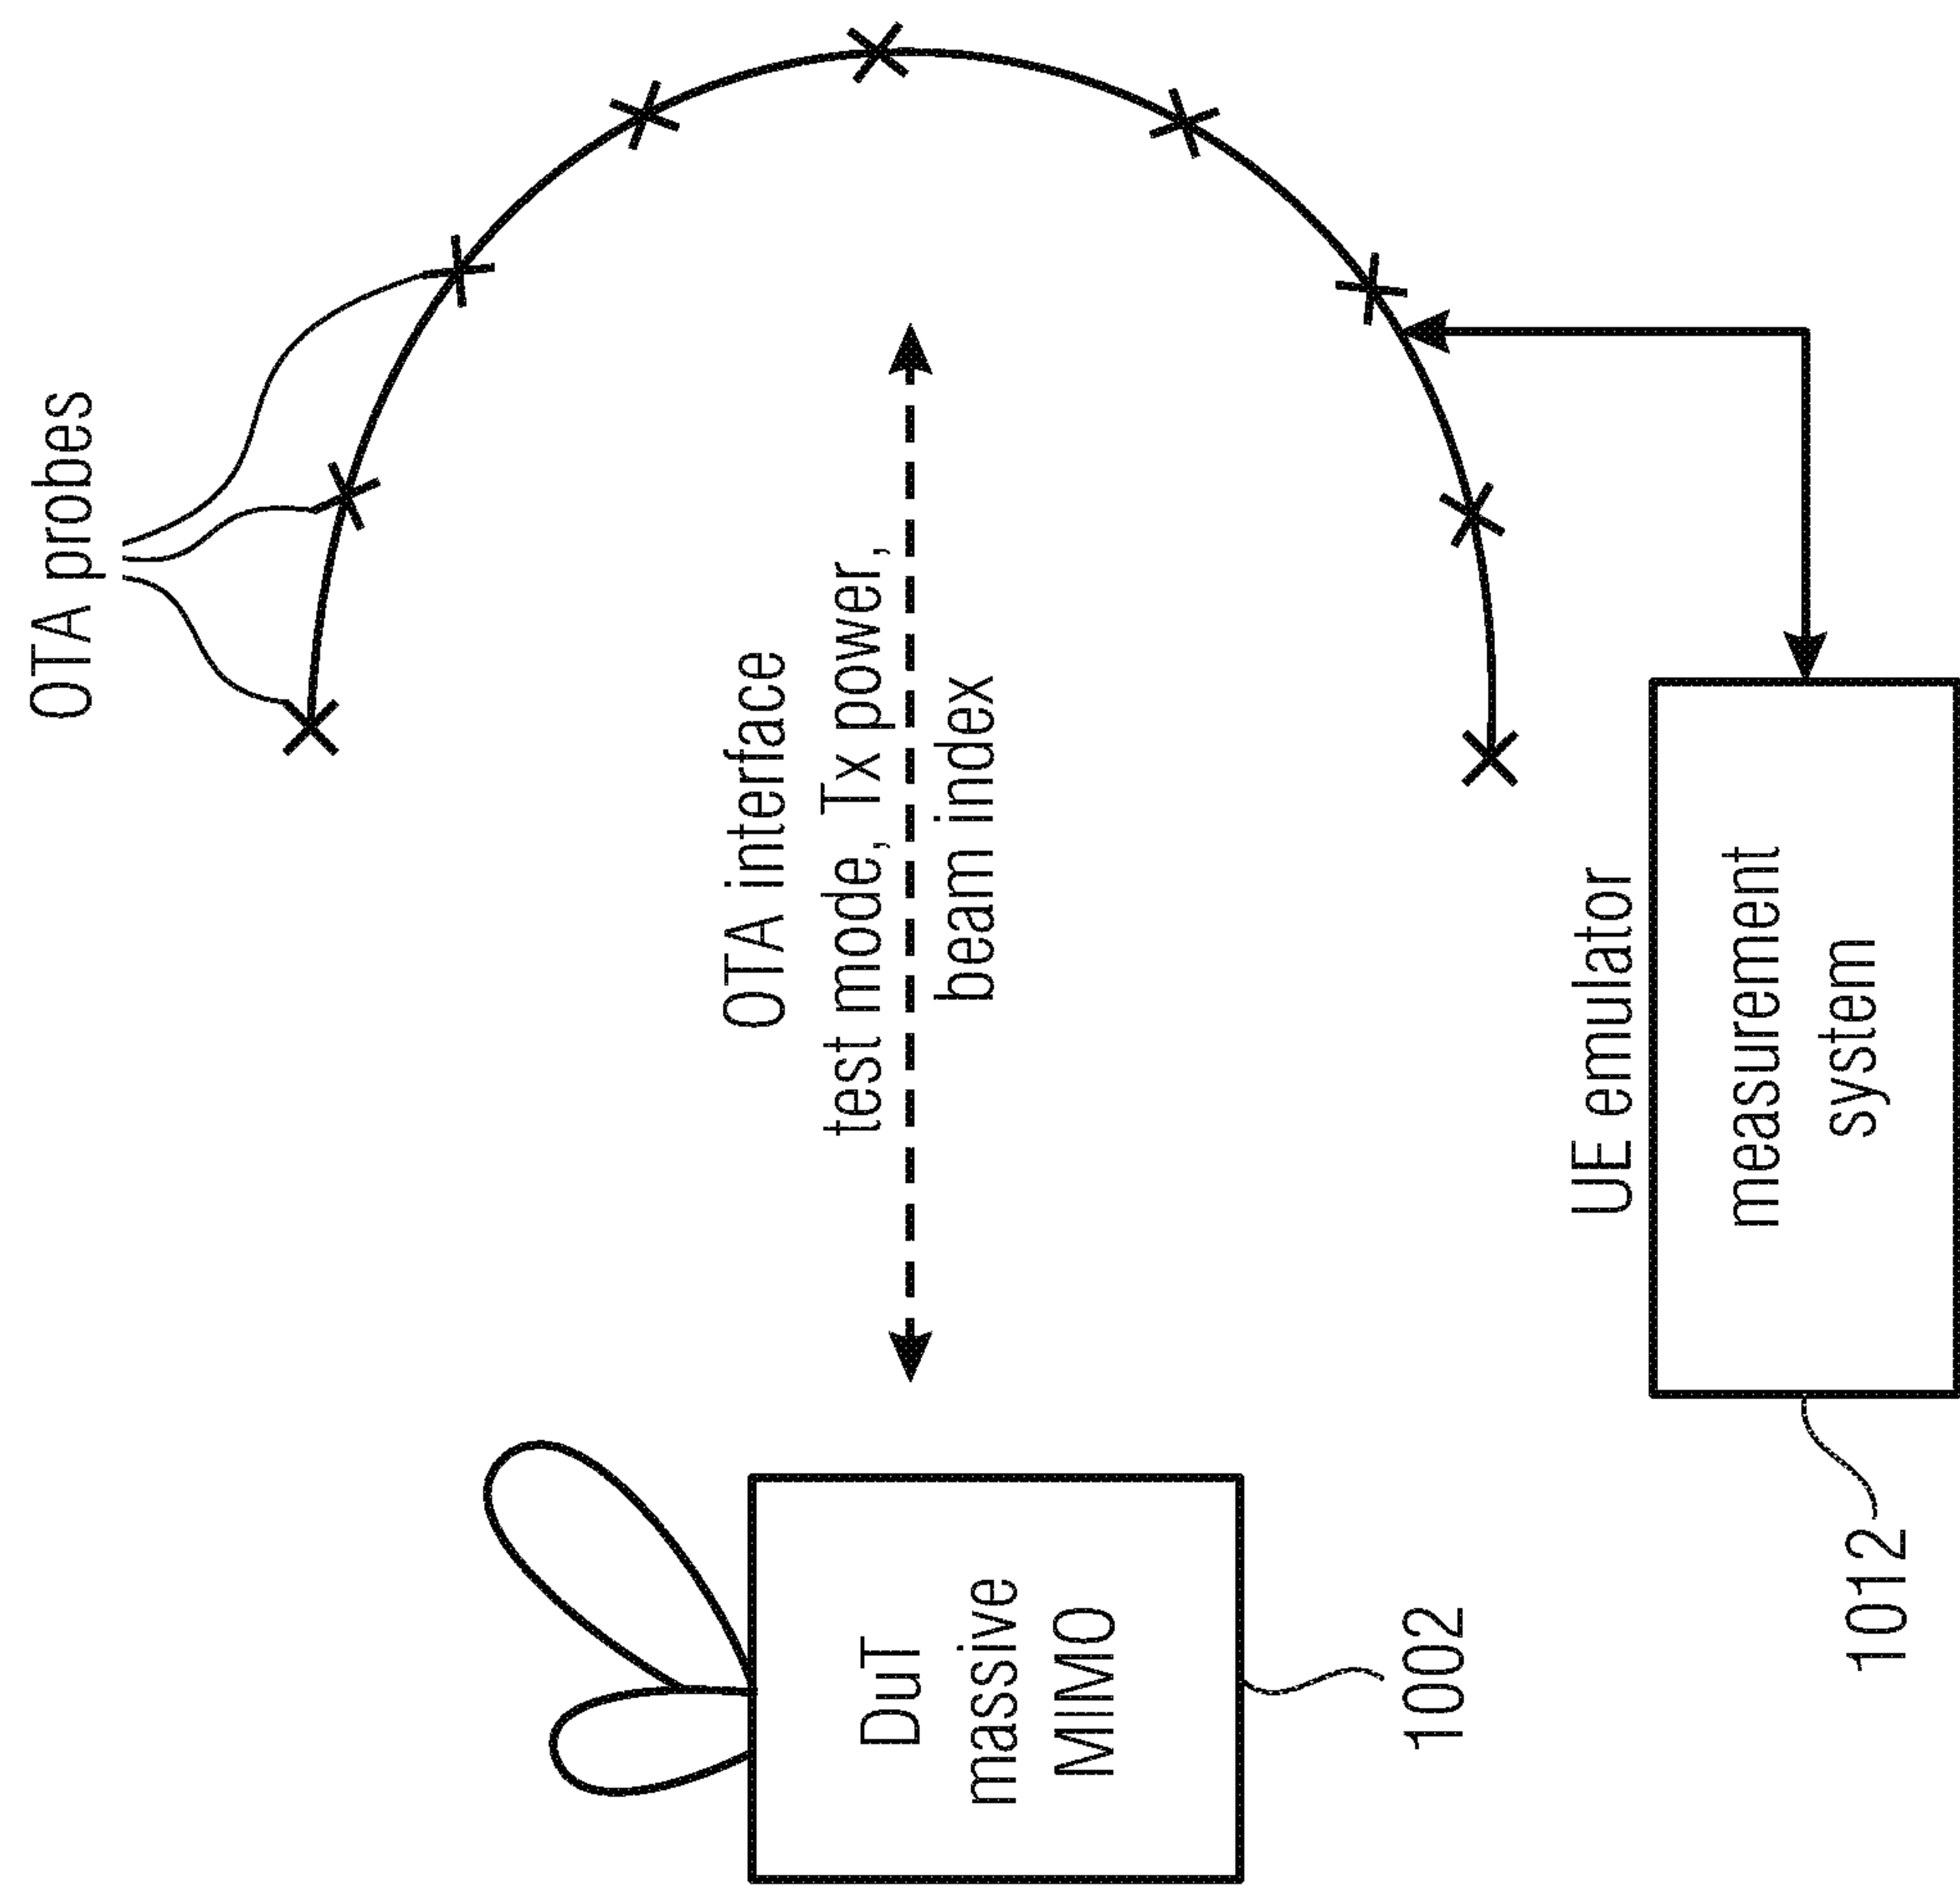 OTA probes
OTA interface
test mode, Tx power,
beam index
DuT
massive
MIMO
1002
UE emulator
measurement
system
1012